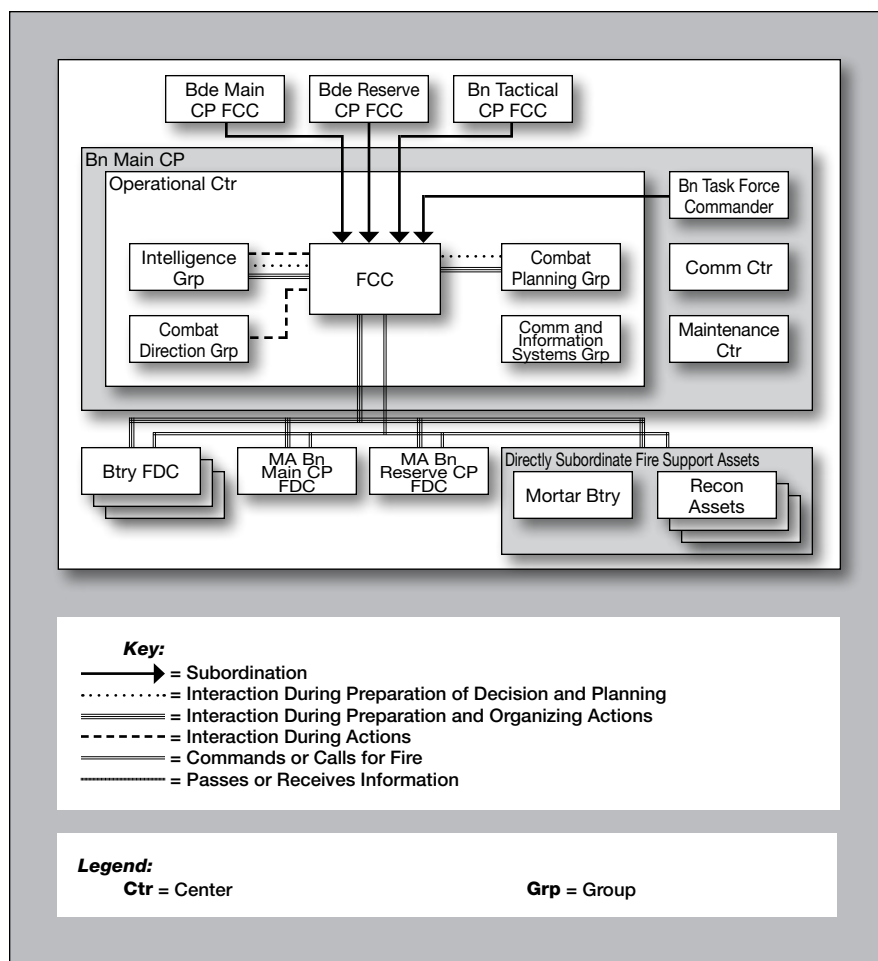 Bde Main
CP FCC
Bde Reserve
CP FCC
Bn Tactical
CP FCC
Bn Main CP
Operational Ctr
Bn Task Force
Commander
Intelligence
Grp
FCC
Combat
Planning Grp
Comm Ctr
Combat
Direction Grp
Comm and
Information
Systems Grp
Maintenance
Ctr
Btry FDC
MA Bn
Main CP
FDC
MA Bn
Reserve CP
FDC
Directly Subordinate Fire Support Assets
Mortar Btry
Recon
Assets
Key:
= Subordination
= Interaction During Preparation of Decision and Planning
= Interaction During Preparation and Organizing Actions
= Interaction During Actions
= Commands or Calls for Fire
= Passes or Receives Information
Legend:
Ctr = Center
Grp = Group